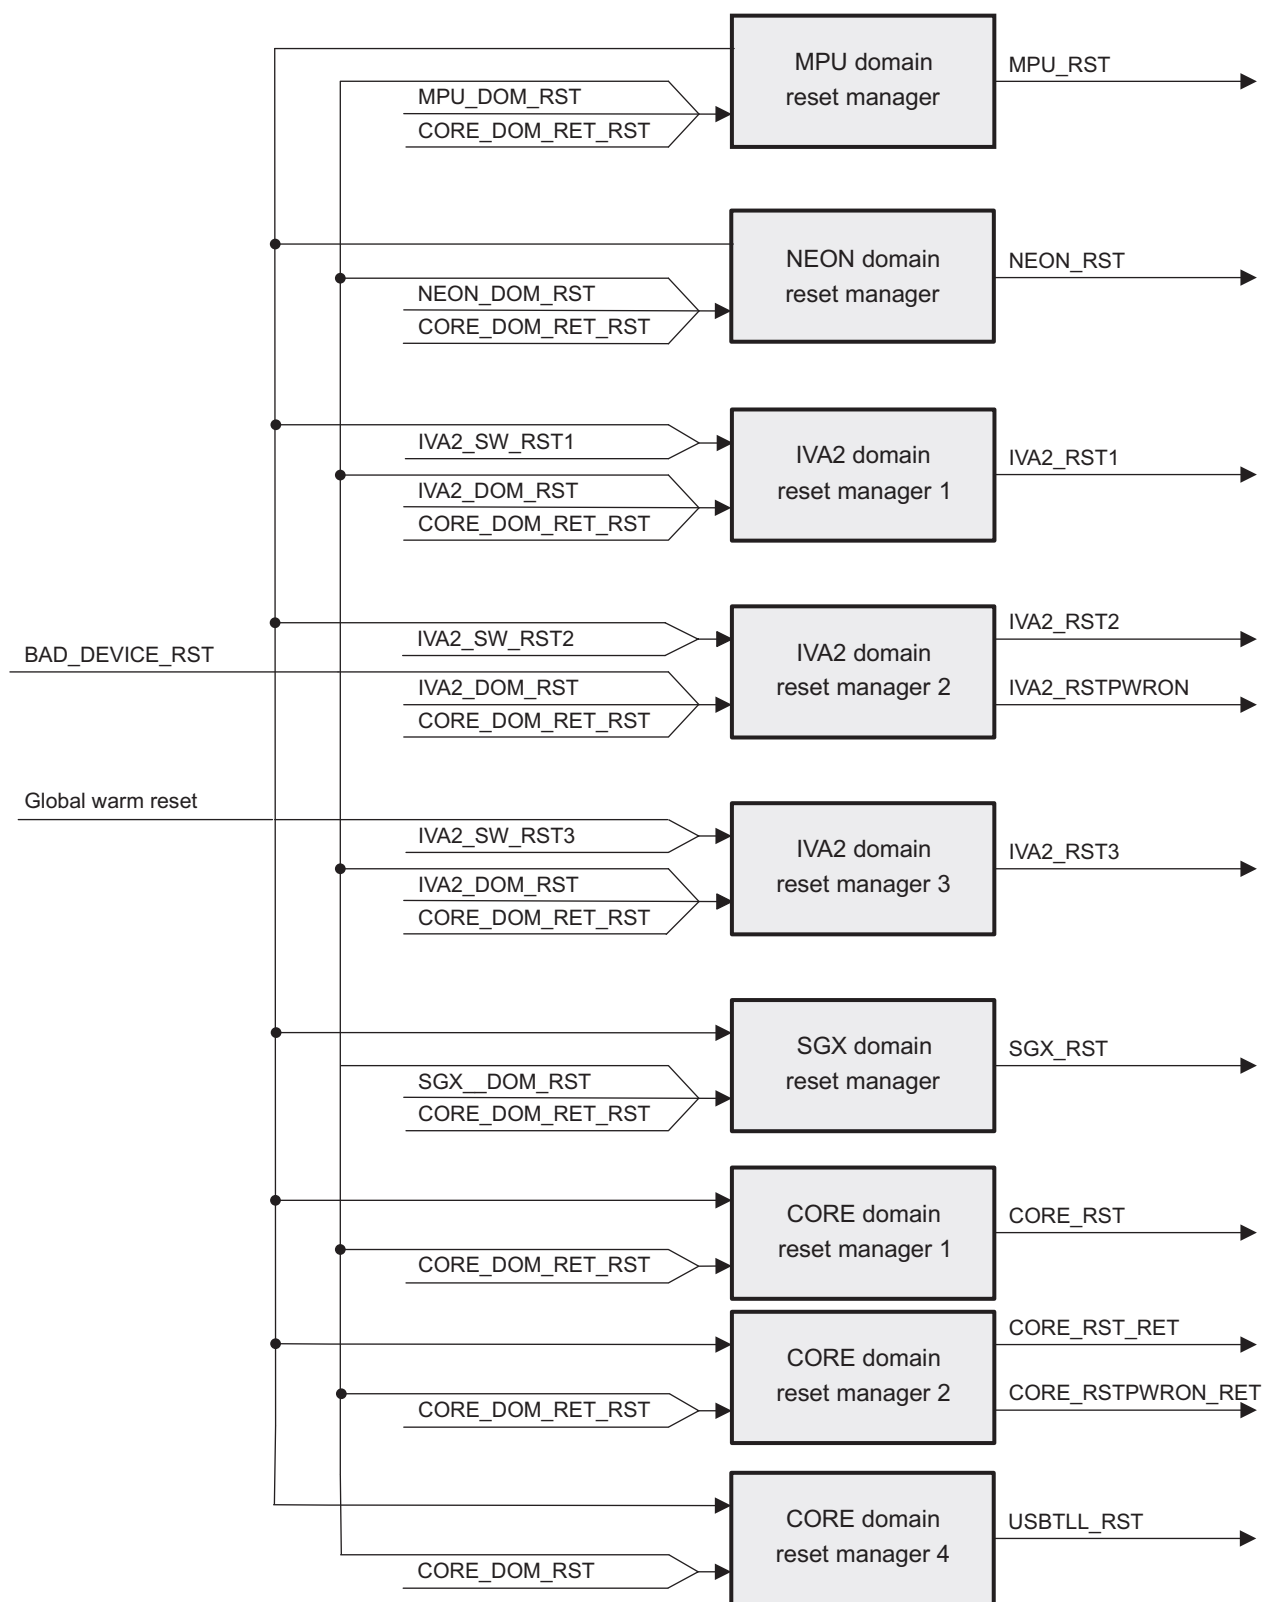 MPU domain
reset manager
MPU_RST
MPU_DOM_RST
CORE_DOM_RET_RST
NEON domain
reset manager
NEON_RST
NEON_DOM_RST
CORE_DOM_RET_RST
IVA2_SW_RST1
IVA2 domain
reset manager 1
IVA2_RST1
IVA2_DOM_RST
CORE_DOM_RET_RST
BAD_DEVICE_RST
IVA2_SW_RST2
IVA2 domain
reset manager 2
IVA2_RST2
IVA2_RSTPWRON
IVA2_DOM_RST
CORE_DOM_RET_RST
Global warm reset
IVA2_SW_RST3
IVA2 domain
reset manager 3
IVA2_RST3
IVA2_DOM_RST
CORE_DOM_RET_RST
SGX domain
reset manager
SGX_RST
SGX__DOM_RST
CORE_DOM_RET_RST
CORE domain
reset manager 1
CORE_RST
CORE_DOM_RET_RST
CORE domain
reset manager 2
CORE_RST_RET
CORE_RSTPWRON_RET
CORE_DOM_RET_RST
CORE domain
reset manager 4
USBTLL_RST
CORE_DOM_RST